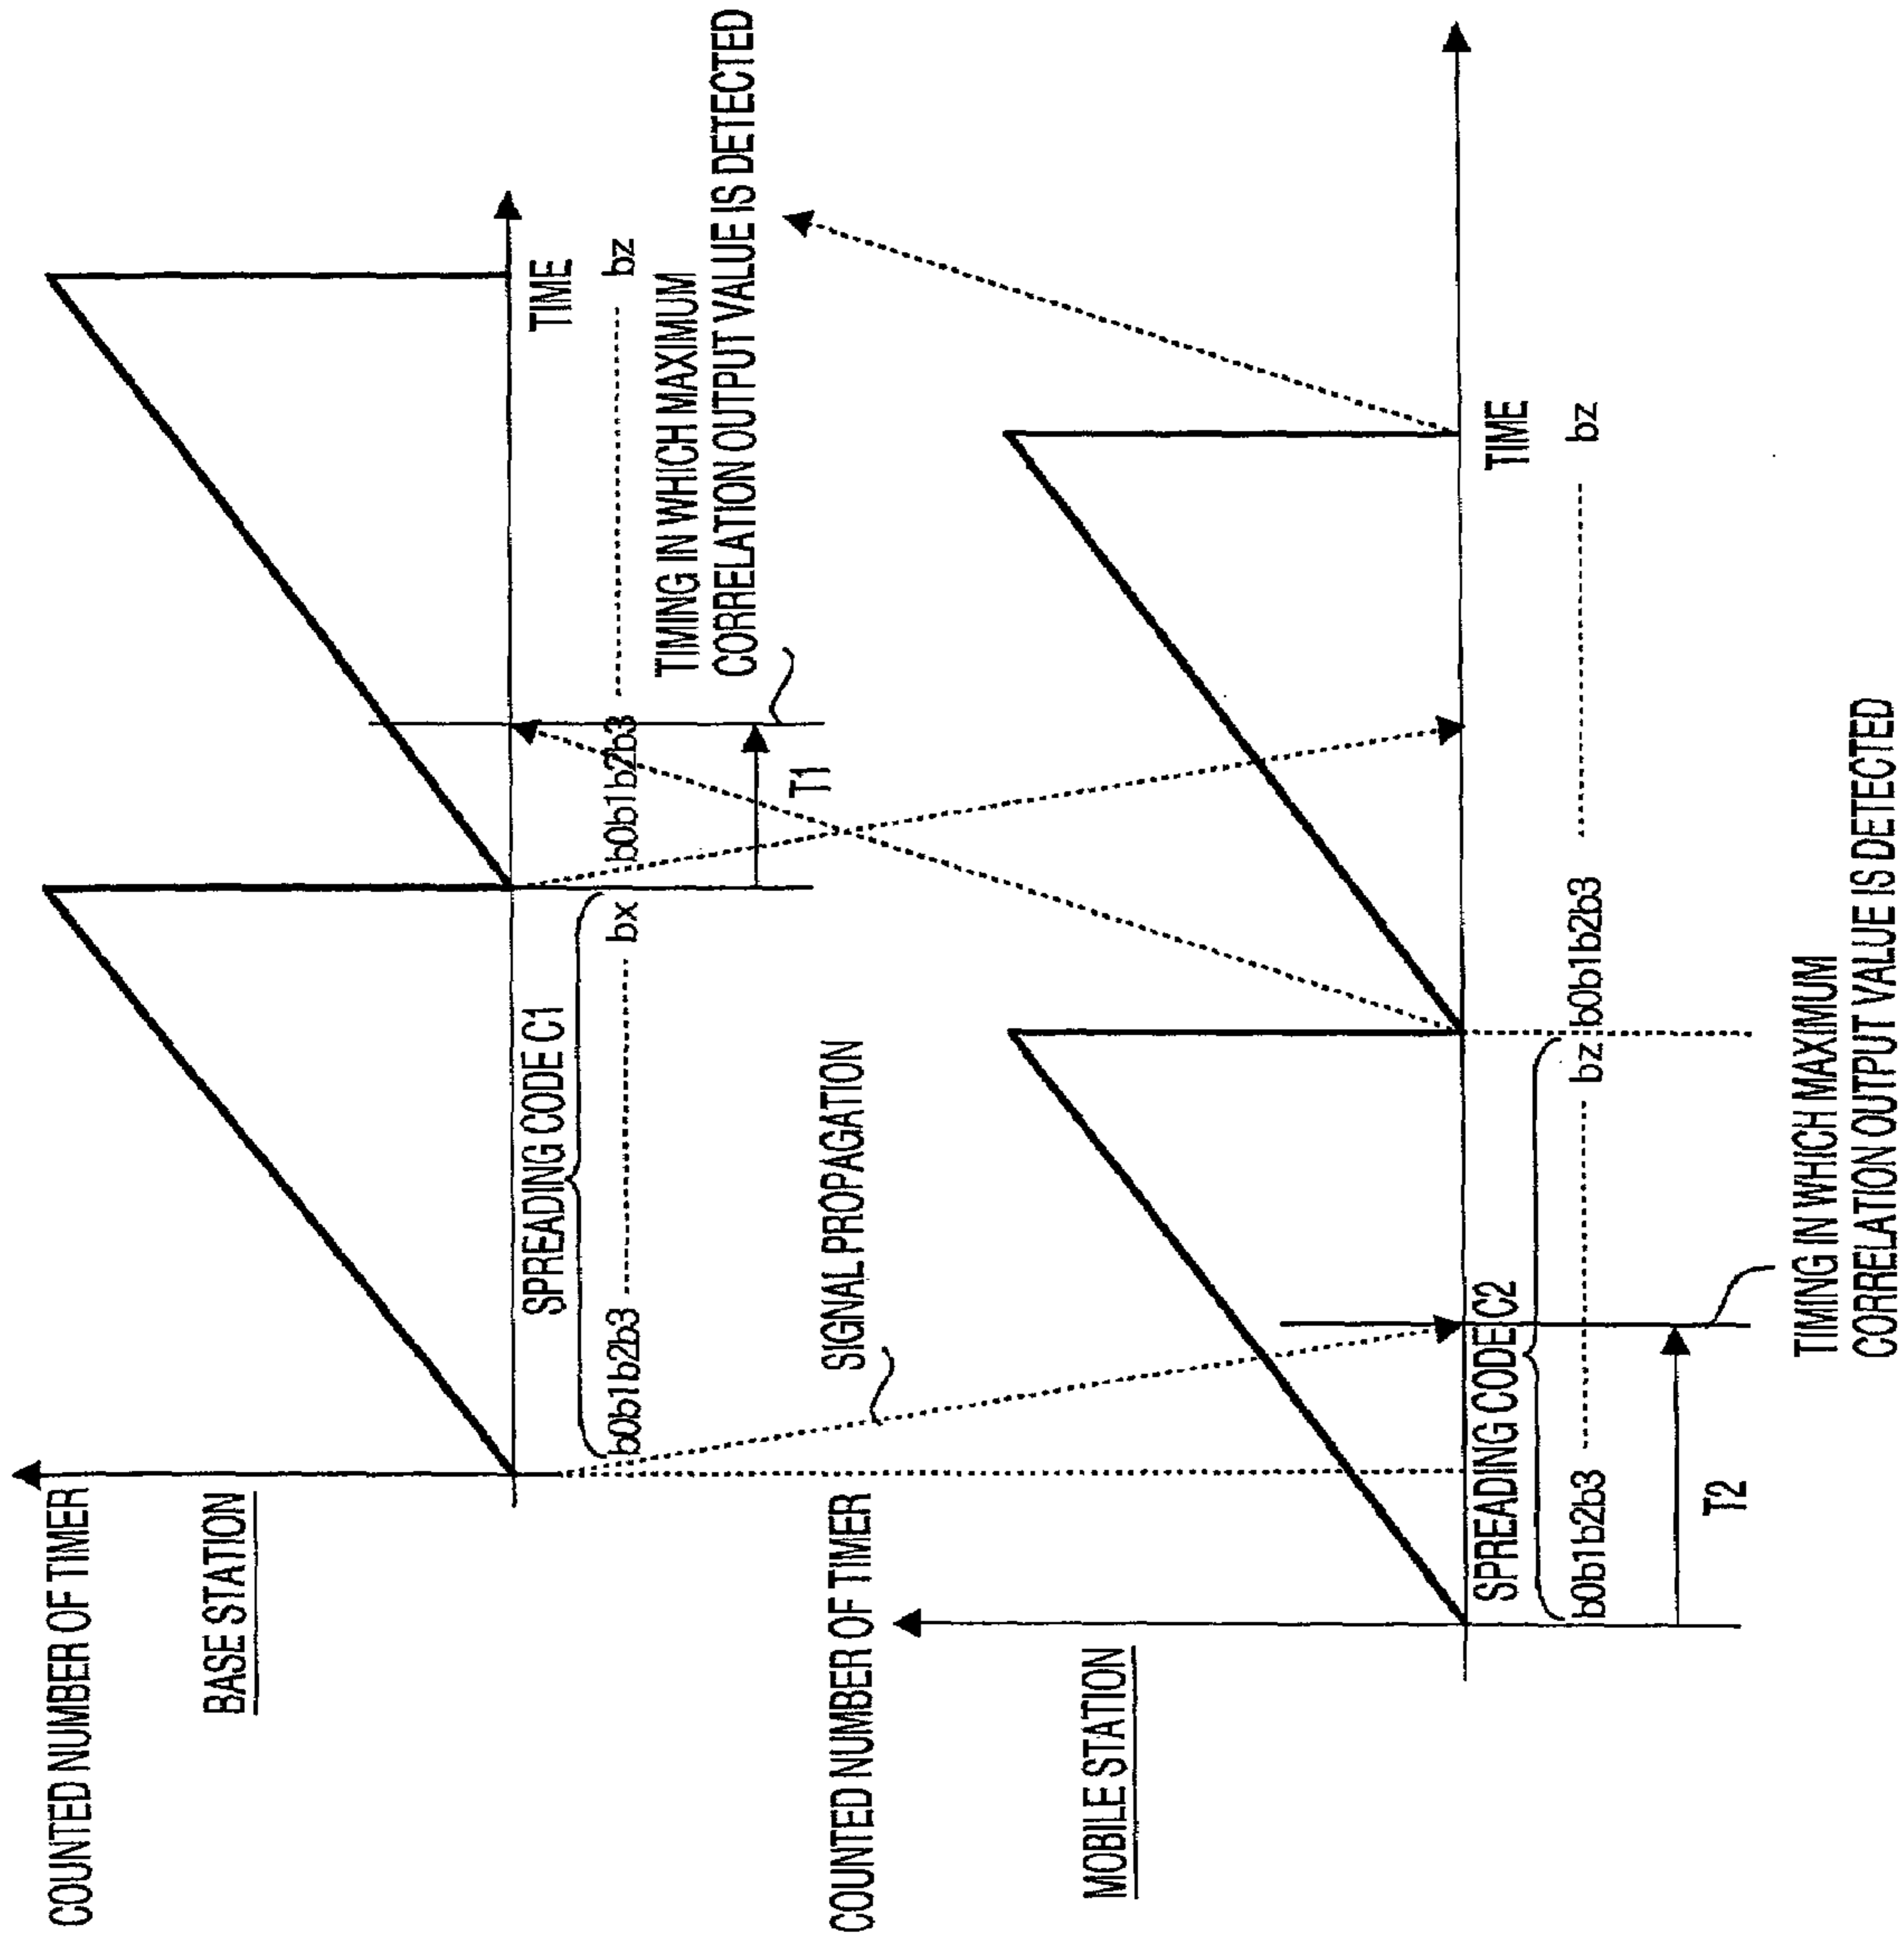 COUNTED NUMBER OF TIMER
BASE STATION
SPREADING CODE C1
b0b1b2b3 bx b0b1b2b3 bz
TIME
T1
TIMING IN WHICH MAXIMUM
CORRELATION OUTPUT VALUE IS DETECTED
SIGNAL PROPAGATION
COUNTED NUMBER OF TIMER
MOBILE STATION
SPREADING CODE C2
TIME
b0b1b2b3 bz b0b1b2b3 bz
T2
TIMING IN WHICH MAXIMUM
CORRELATION OUTPUT VALUE IS DETECTED